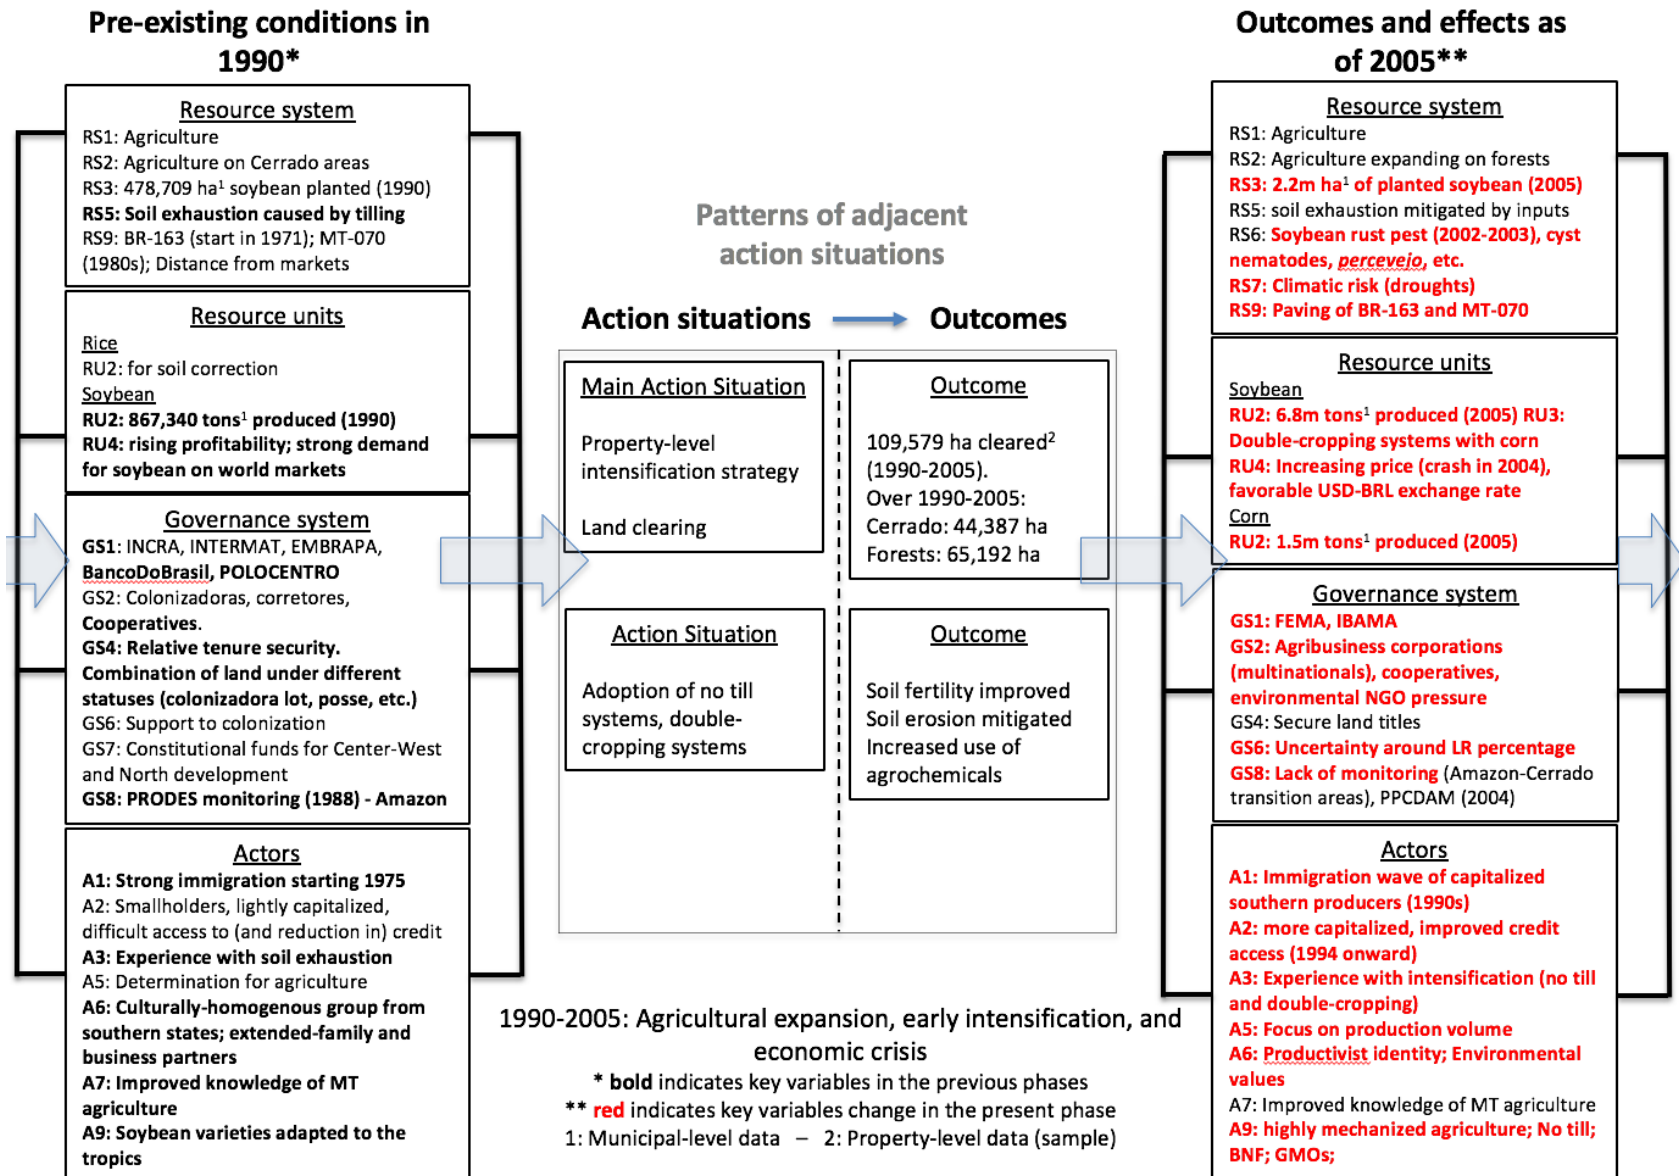 Pre-existing conditions in
1990*
Resource system
RS1: Agriculture
RS2: Agriculture on Cerrado areas
RS3: 478,709 ha¹ soybean planted (1990)
RS5: Soil exhaustion caused by tilling
RS9: BR-163 (start in 1971); MT-070
(1980s); Distance from markets
Resource units
Rice
RU2: for soil correction
Soybean
RU2: 867,340 tons¹ produced (1990)
RU4: rising profitability; strong demand
for soybean on world markets
Governance system
GS1: INCRA, INTERMAT, EMBRAPA,
BancoDoBrasil, POLOCENTRO
GS2: Colonizadoras, corretores,
Cooperatives.
GS4: Relative tenure security.
Combination of land under different
statuses (colonizadora lot, posse, etc.)
GS6: Support to colonization
GS7: Constitutional funds for Center-West
and North development
GS8: PRODES monitoring (1988) - Amazon
Actors
A1: Strong immigration starting 1975
A2: Smallholders, lightly capitalized,
difficult access to (and reduction in) credit
A3: Experience with soil exhaustion
A5: Determination for agriculture
A6: Culturally-homogenous group from
southern states; extended-family and
business partners
A7: Improved knowledge of MT
agriculture
A9: Soybean varieties adapted to the
tropics
Patterns of adjacent
action situations
Action situations
Outcomes
Main Action Situation
Property-level
intensification strategy
Land clearing
Outcome
109,579 ha cleared²
(1990-2005).
Over 1990-2005:
Cerrado: 44,387 ha
Forests: 65,192 ha
Action Situation
Adoption of no till
systems, double-
cropping systems
Outcome
Soil fertility improved
Soil erosion mitigated
Increased use of
agrochemicals
1990-2005: Agricultural expansion, early intensification, and
economic crisis
* bold indicates key variables in the previous phases
** red indicates key variables change in the present phase
1: Municipal-level data – 2: Property-level data (sample)
Outcomes and effects as
of 2005**
Resource system
RS1: Agriculture
RS2: Agriculture expanding on forests
RS3: 2.2m ha¹ of planted soybean (2005)
RS5: soil exhaustion mitigated by inputs
RS6: Soybean rust pest (2002-2003), cyst
nematodes, percevejo, etc.
RS7: Climatic risk (droughts)
RS9: Paving of BR-163 and MT-070
Resource units
Soybean
RU2: 6.8m tons¹ produced (2005) RU3:
Double-cropping systems with corn
RU4: Increasing price (crash in 2004),
favorable USD-BRL exchange rate
Corn
RU2: 1.5m tons¹ produced (2005)
Governance system
GS1: FEMA, IBAMA
GS2: Agribusiness corporations
(multinationals), cooperatives,
environmental NGO pressure
GS4: Secure land titles
GS6: Uncertainty around LR percentage
GS8: Lack of monitoring (Amazon-Cerrado
transition areas), PPCDAM (2004)
Actors
A1: Immigration wave of capitalized
southern producers (1990s)
A2: more capitalized, improved credit
access (1994 onward)
A3: Experience with intensification (no till
and double-cropping)
A5: Focus on production volume
A6: Productivist identity; Environmental
values
A7: Improved knowledge of MT agriculture
A9: highly mechanized agriculture; No till;
BNF; GMOs;